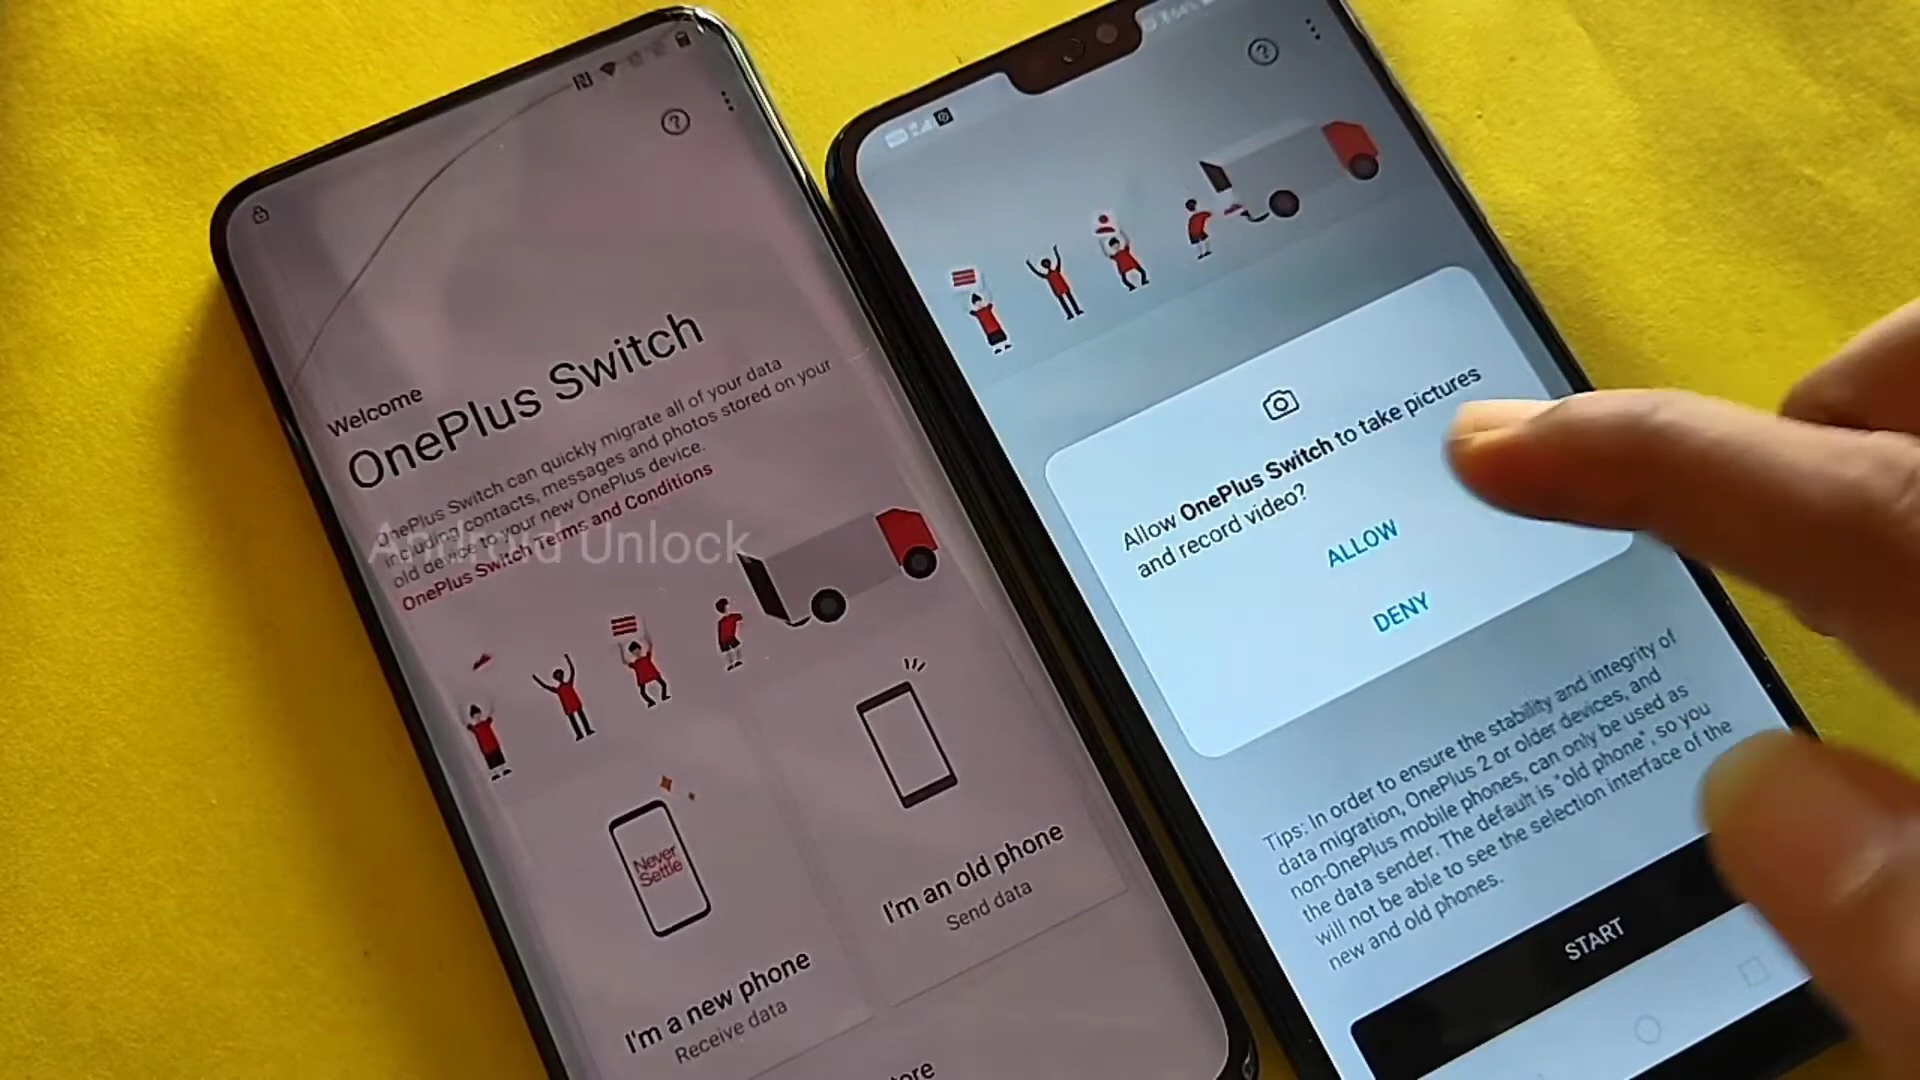 Welcome
OnePlus Switch
OnePlus Switch can quickly migrate all of your data
including contacts, messages and photos stored on your
old device to your new OnePlus device.
OnePlus Switch Terms and Conditions
Android Unlock
Never
Settle
I'm a new phone
Receive data
I'm an old phone
Send data
Allow OnePlus Switch to take pictures
and record video?
ALLOW
DENY
Tips: In order to ensure the stability and integrity of
data migration, OnePlus 2 or older devices, and
non-OnePlus mobile phones, can only be used as
the data sender. The default is "old phone", so you
will not be able to see the selection interface of the
new and old phones.
START